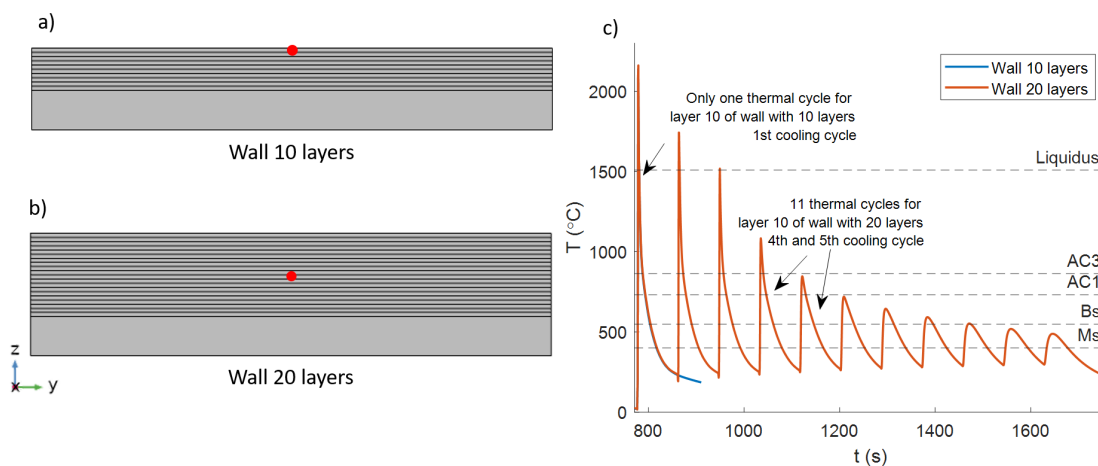 a)
Wall 10 layers
b)
Wall 20 layers
z
x
y
c)
Wall 10 layers
Wall 20 layers
Only one thermal cycle for
layer 10 of wall with 10 layers
1st cooling cycle
11 thermal cycles for
layer 10 of wall with 20 layers
4th and 5th cooling cycle
Liquidus
AC3
AC1
Bs
Ms
T (°C)
2000
1500
1000
500
0
800
1000
1200
1400
1600
t (s)